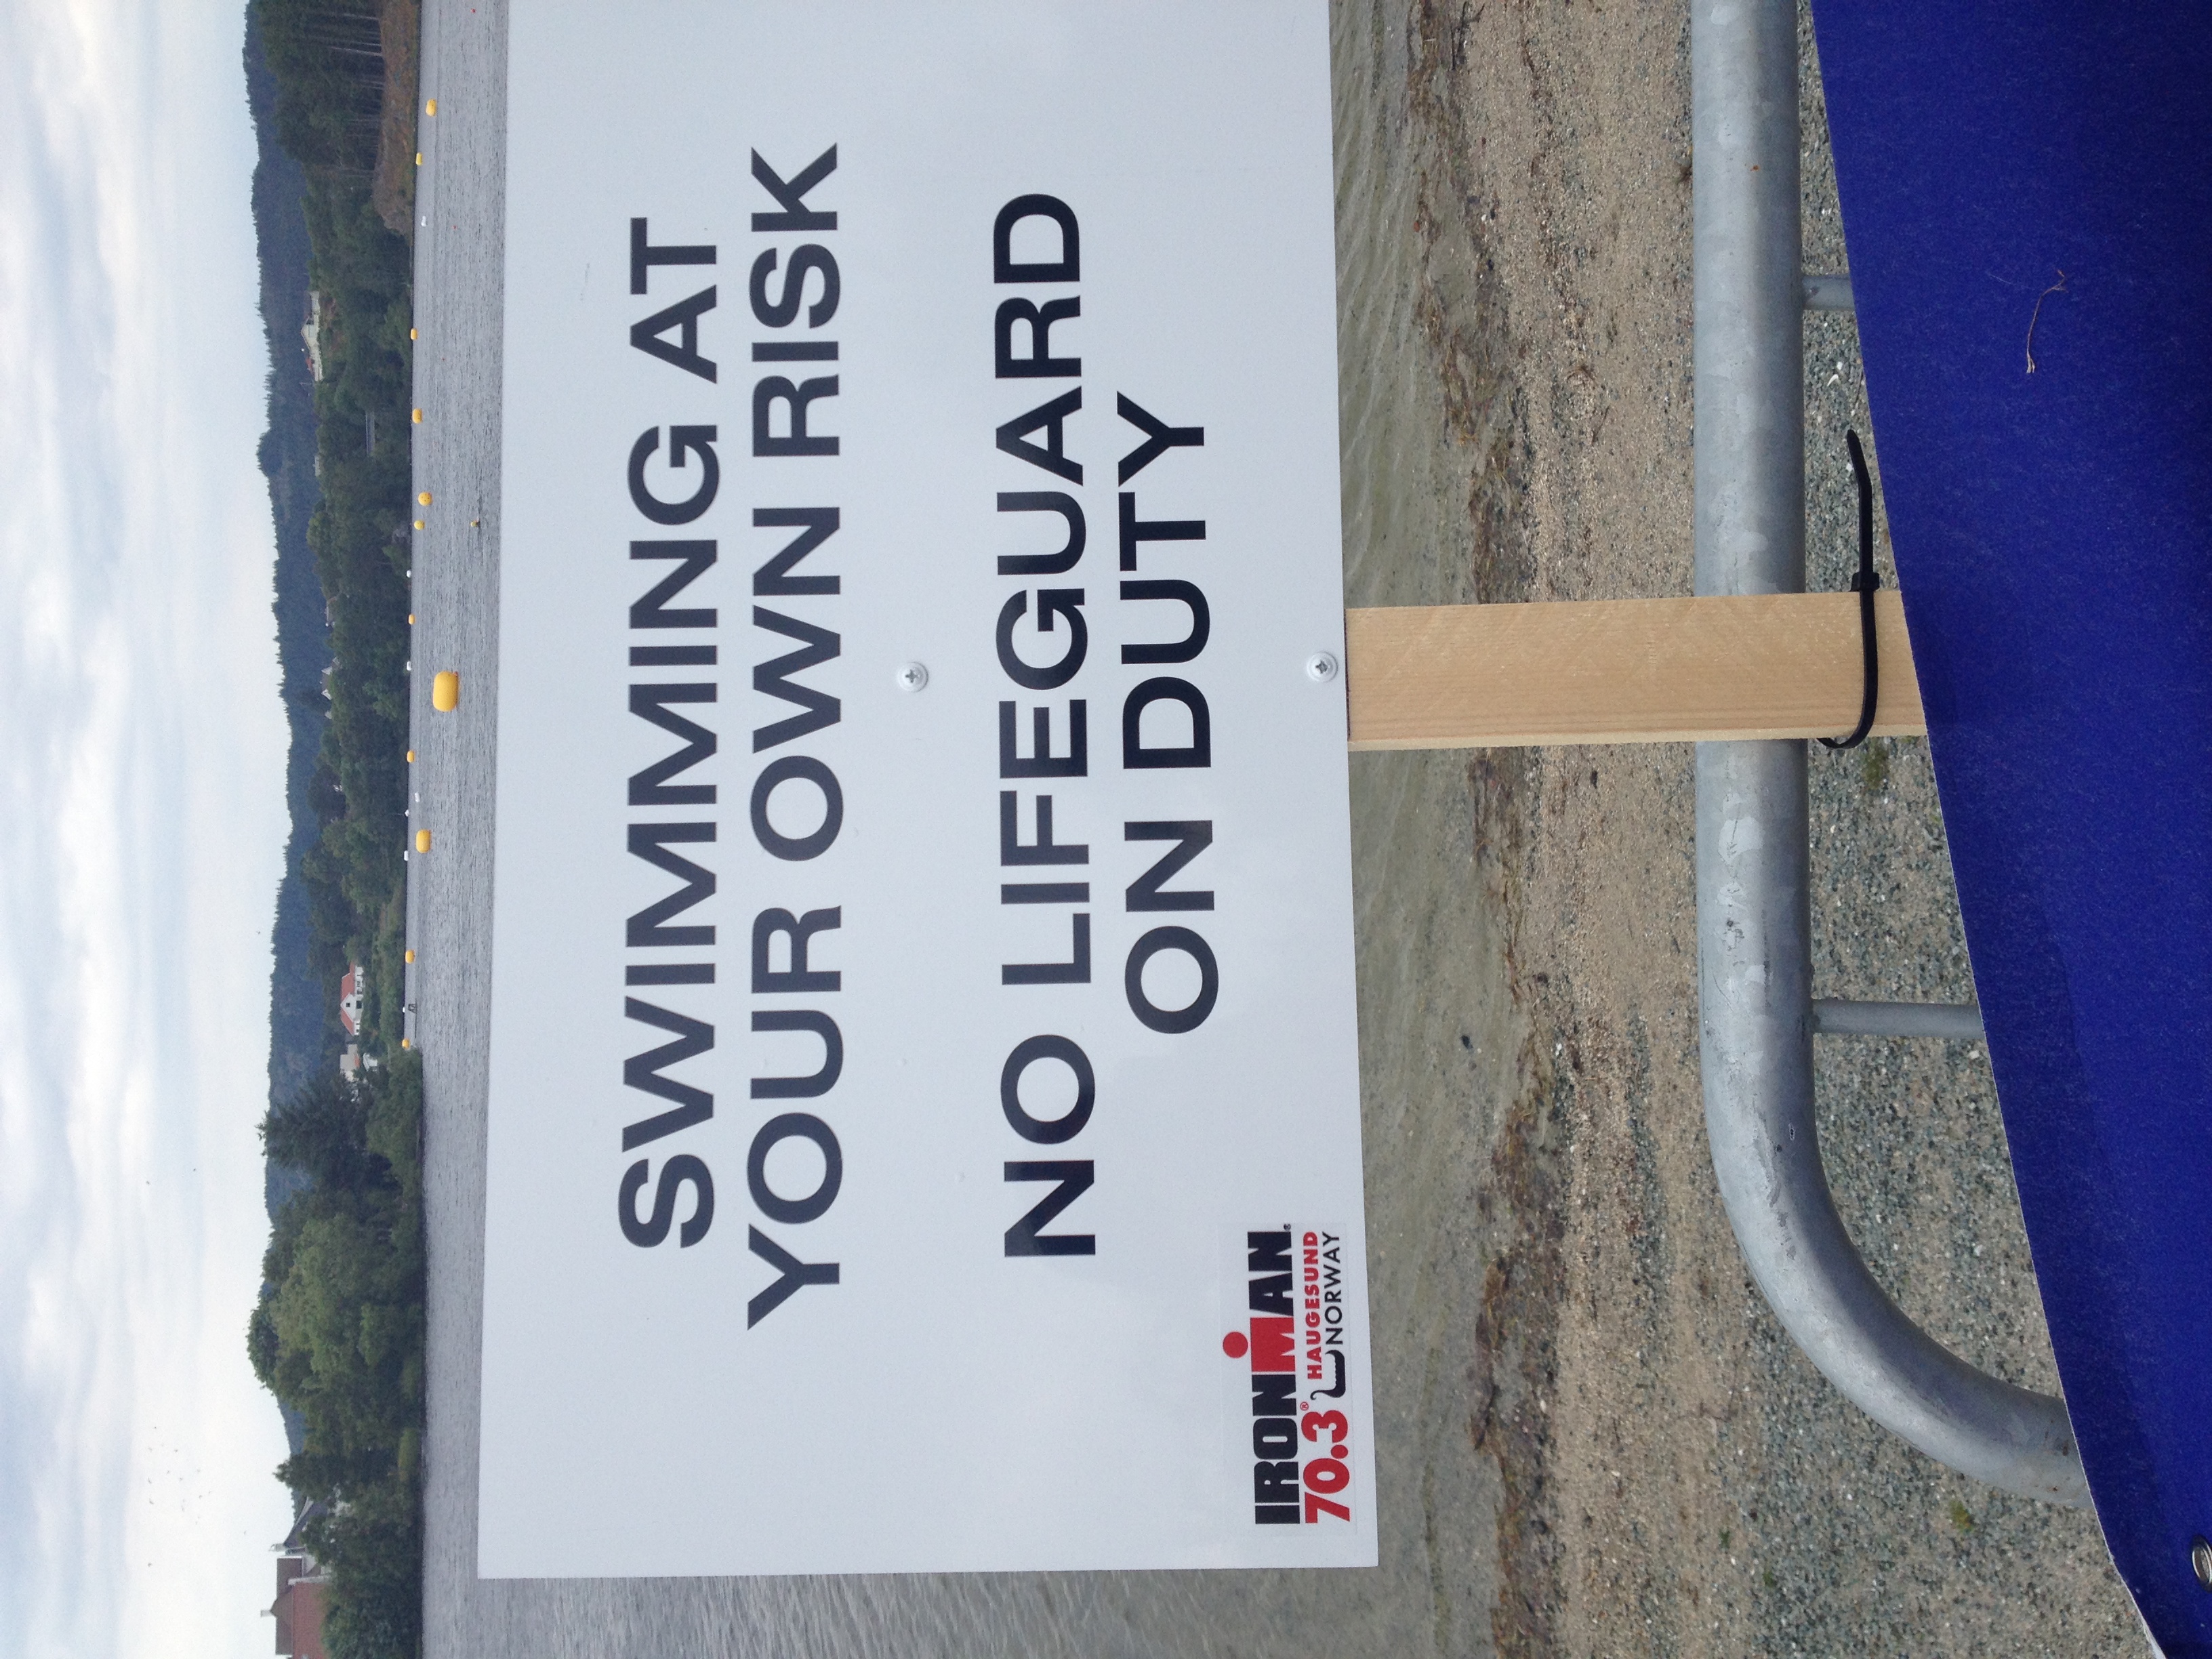 SWIMMING AT
YOUR OWN RISK
NO LIFEGUARD
ON DUTY
IRONMAN®
70.3® HAUGESUND
NORWAY